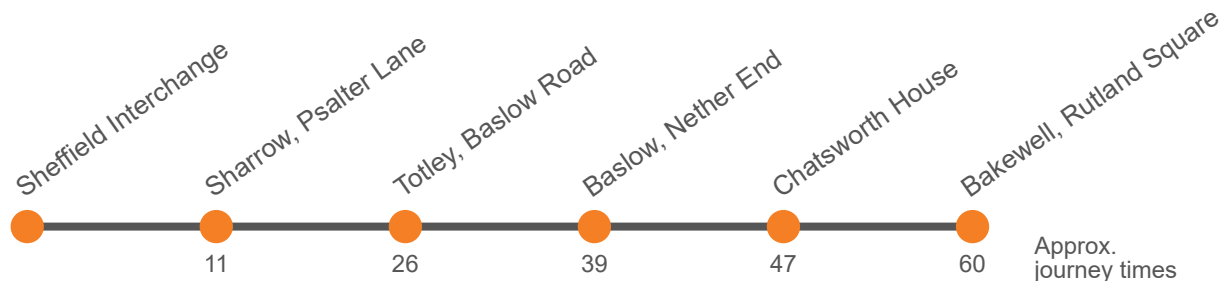 Sheffield Interchange
Sharrow, Psalter Lane
Totley, Baslow Road
Baslow, Nether End
Chatsworth House
Bakewell, Rutland Square
11
26
39
47
60
Approx.
journey times